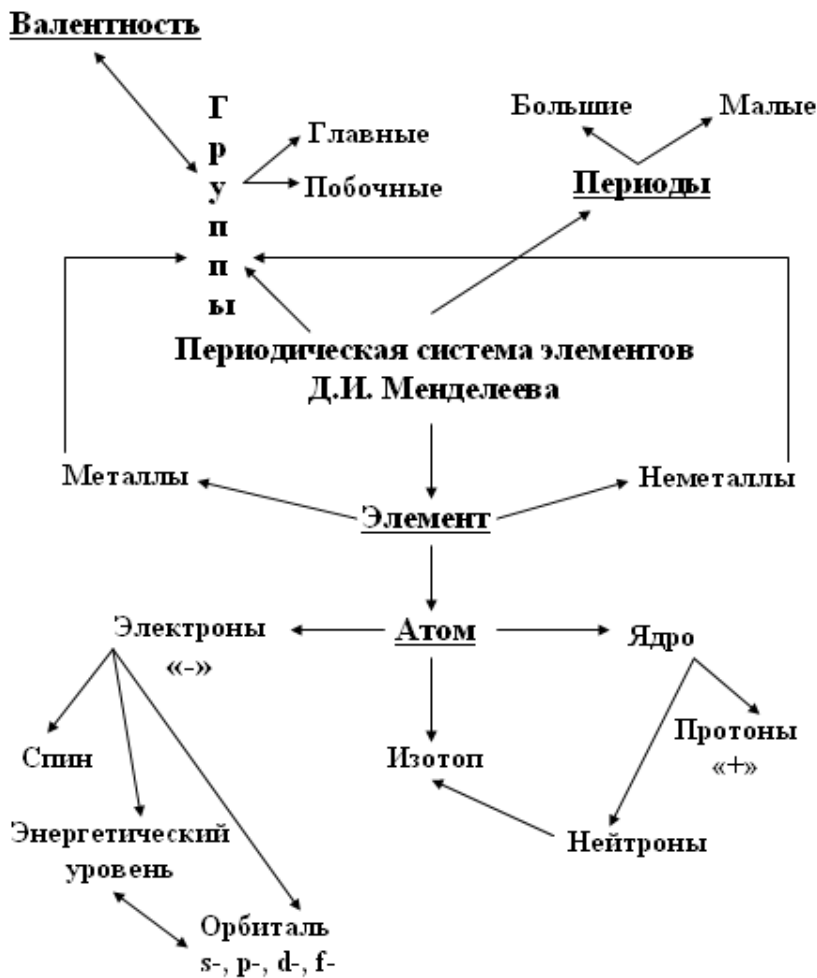 Валентность
Группы
Большие
Малые
Главные
Побочные
Периоды
Периодическая система элементов
Д.И. Менделеева
Металлы
Неметаллы
Элемент
Электроны
«-»
Атом
Ядро
Спин
Изотоп
Протоны
«+»
Энергетический
уровень
Нейтроны
Орбиталь
s-, p-, d-, f-